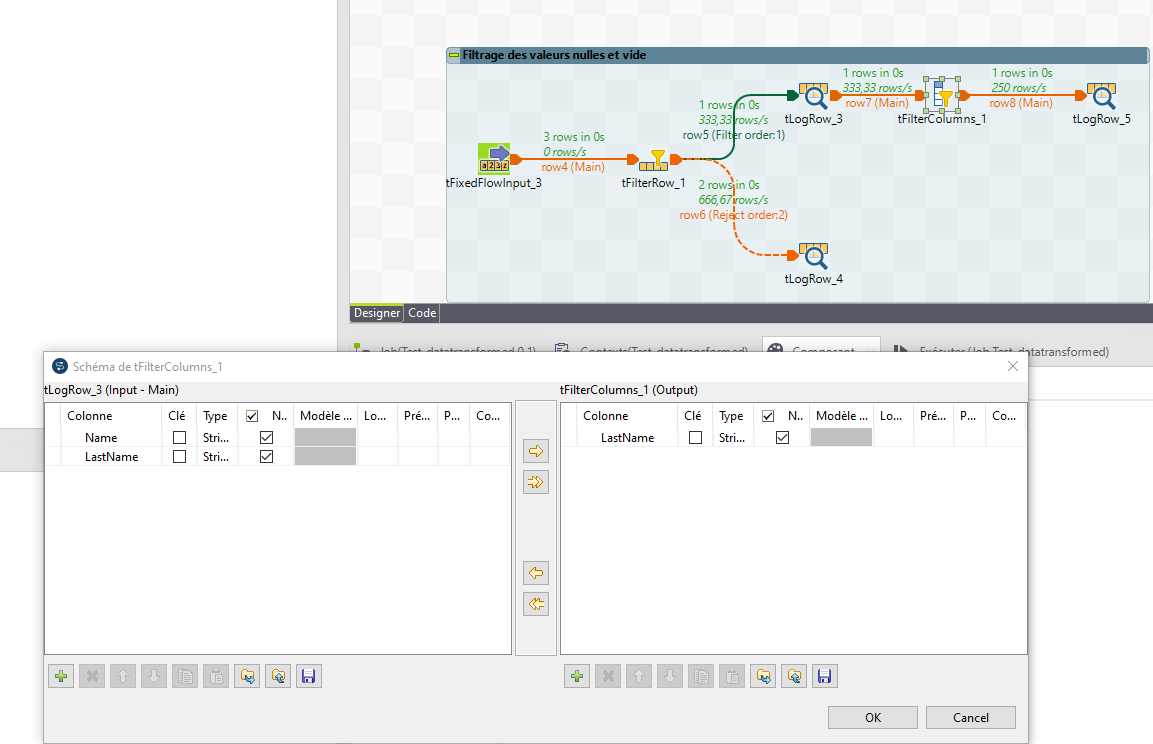 Filtrage des valeurs nulles et vide
1 rows in 0s
333,33 rows/s
row7 (Main)
1 rows in 0s
250 rows/s
row8 (Main)
tLogRow_3
tFilterColumns_1
tLogRow_5
1 rows in 0s
333,33 rows/s
row5 (Filter order:1)
3 rows in 0s
0 rows/s
row4 (Main)
a|2|3|z
tFixedFlowInput_3
tFilterRow_1
2 rows in 0s
666,67 rows/s
row6 (Reject order:2)
tLogRow_4
Designer Code
Job(Test_datatransformed 0.1) Contexts(Test_datatransformed) Composant Exécuter (Job Test_datatransformed)
Schéma de tFilterColumns_1
tLogRow_3 (Input - Main)
Colonne Clé Type N.. Modèle ... Lo... Pré... P... Co...
Name Stri...
LastName Stri...
tFilterColumns_1 (Output)
Colonne Clé Type N.. Modèle ... Lo... Pré... P... Co...
LastName Stri...
OK Cancel